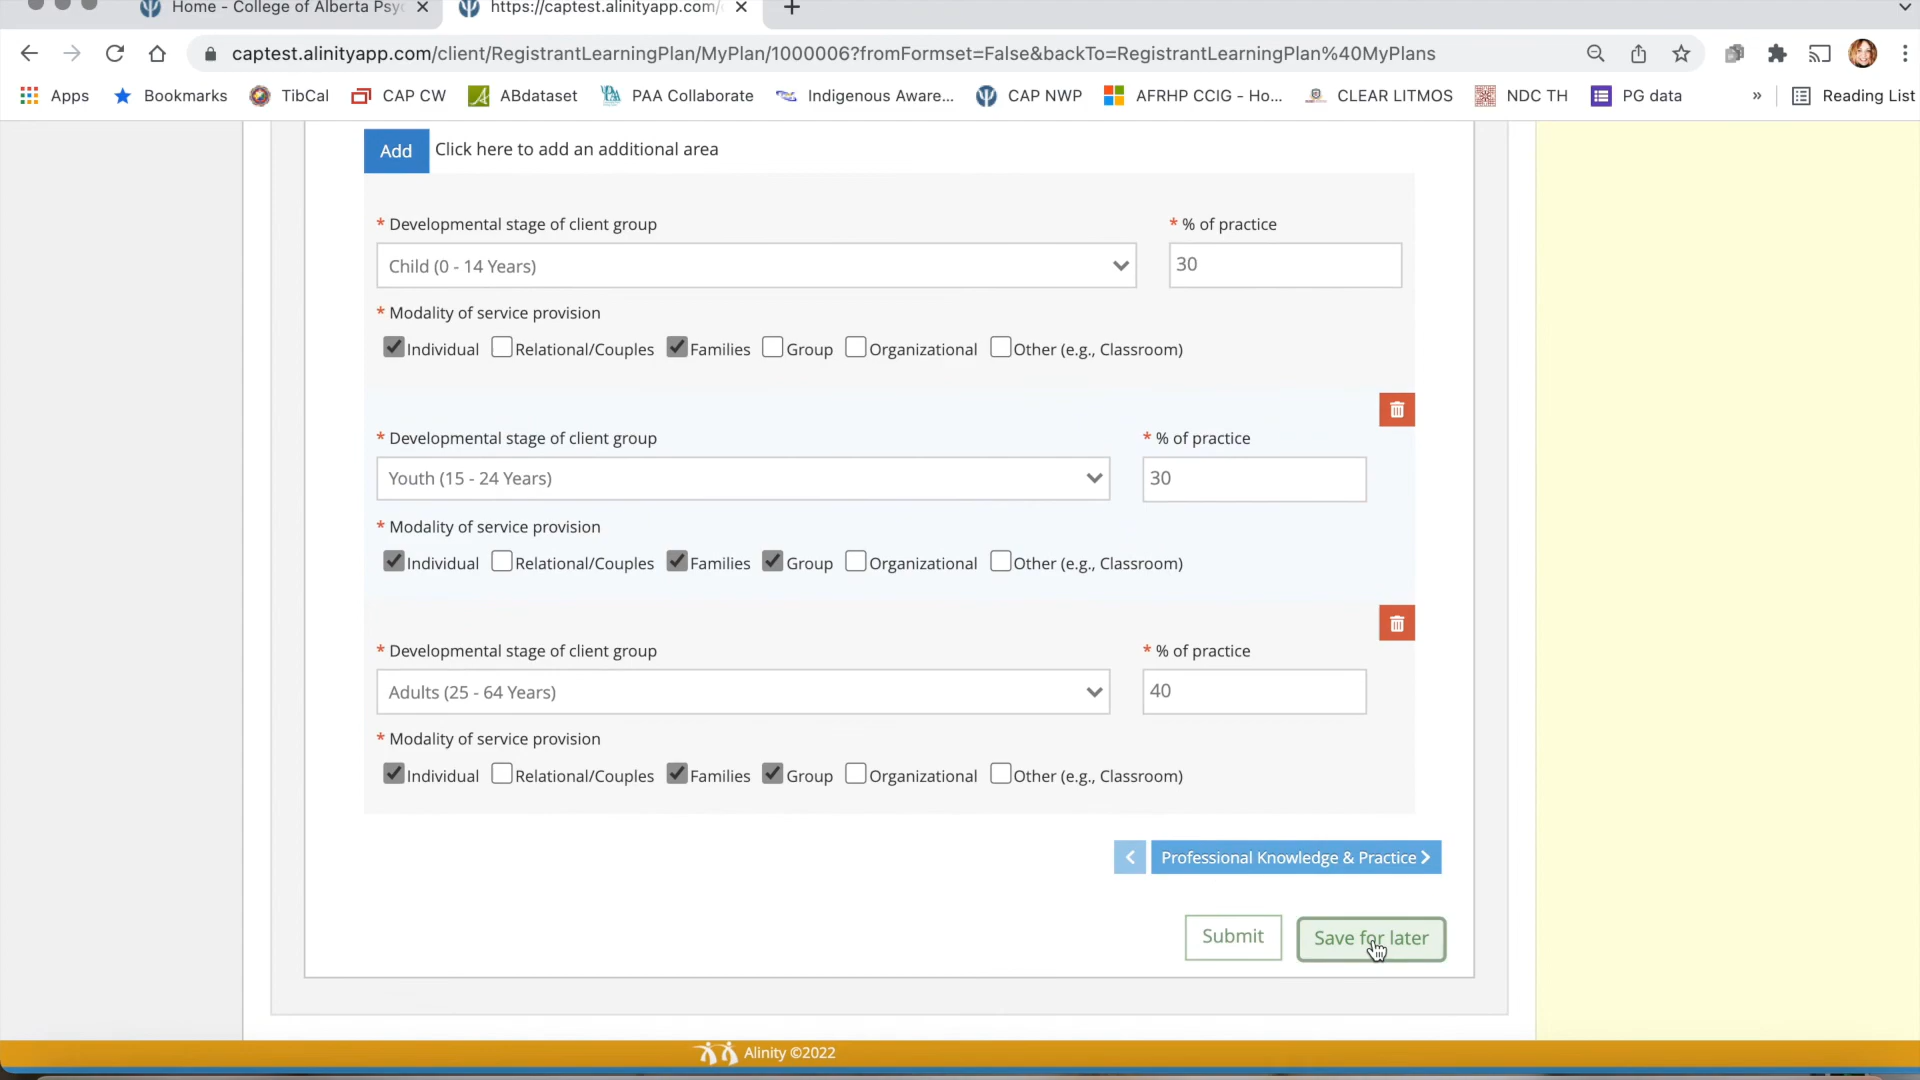 Home - College of Alberta Psyc
https://captest.alinityapp.com/
captest.alinityapp.com/client/RegistrantLearningPlan/MyPlan/1000006?fromFormset=False&backTo=RegistrantLearningPlan%40MyPlans
Apps Bookmarks TibCal CAP CW ABdataset PAA Collaborate Indigenous Aware... CAP NWP AFRHP CCIG - Ho... CLEAR LITMOS NDC TH PG data » Reading List
Add Click here to add an additional area
* Developmental stage of client group * % of practice
Child (0 - 14 Years) 30
* Modality of service provision
Individual Relational/Couples Families Group Organizational Other (e.g., Classroom)
* Developmental stage of client group * % of practice
Youth (15 - 24 Years) 30
* Modality of service provision
Individual Relational/Couples Families Group Organizational Other (e.g., Classroom)
* Developmental stage of client group * % of practice
Adults (25 - 64 Years) 40
* Modality of service provision
Individual Relational/Couples Families Group Organizational Other (e.g., Classroom)
Professional Knowledge & Practice
Submit Save for later
Alinity ©2022